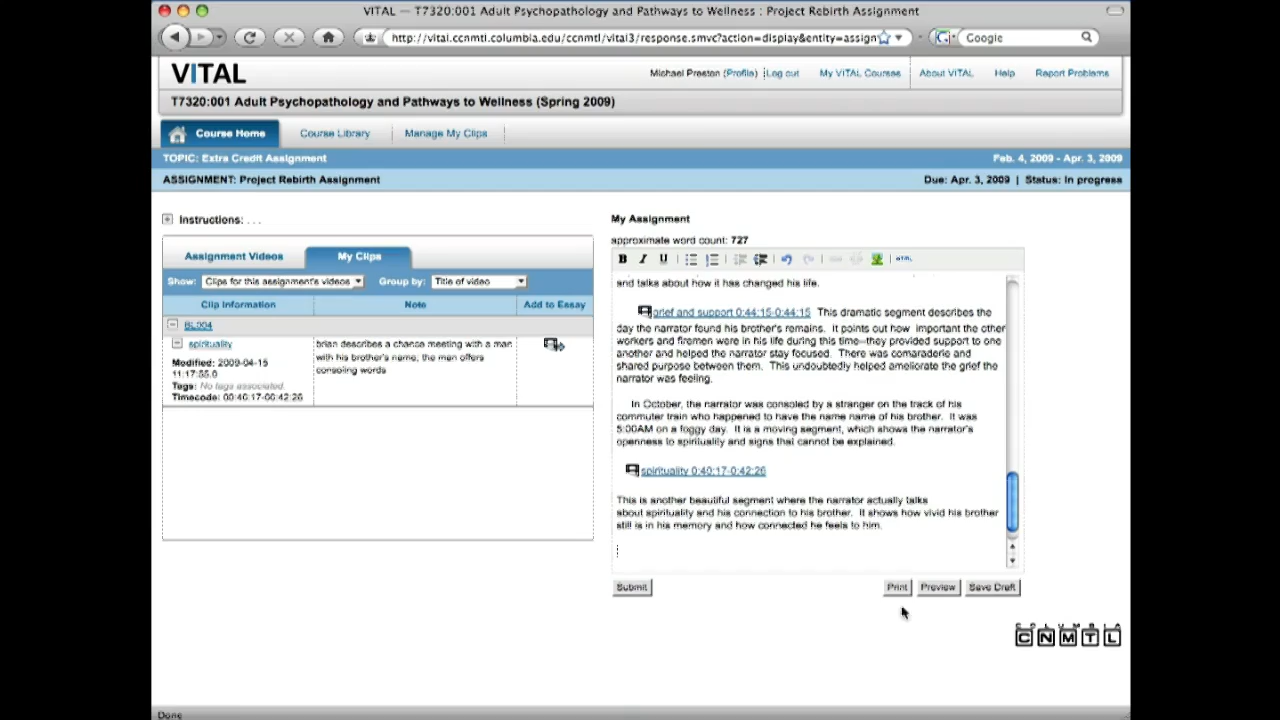 VITAL — T7320:001 Adult Psychopathology and Pathways to Wellness : Project Rebirth Assignment
http://vital.ccnmtl.columbia.edu/ccnmtl/vital3/response.smvc?action=display&entity=assign
Google
VITAL
Michael Preston (Profile) Log out My VITAL Courses About VITAL Help Report Problems
T7320:001 Adult Psychopathology and Pathways to Wellness (Spring 2009)
Course Home Course Library Manage My Clips
TOPIC: Extra Credit Assignment Feb. 4, 2009 - Apr. 3, 2009
ASSIGNMENT: Project Rebirth Assignment Due: Apr. 3, 2009 | Status: In progress
Instructions: . . .
Assignment Videos My Clips
Show: Clips for this assignment's videos Group by: Title of video
Clip Information Note Add to Essay
BL004
spirituality
Modified: 2009-04-15
11:17:55.0
Tags: No tags associated.
Timecode: 00:40:17-00:42:26
brian describes a chance meeting with a man
with his brother's name; the man offers
consoling words
My Assignment
approximate word count: 727
B I U HTML
and talks about how it has changed his life.
grief and support 0:44:15-0:44:15 This dramatic segment describes the
day the narrator found his brother's remains. It points out how important the other
workers and firemen were in his life during this time--they provided support to one
another and helped the narrator stay focused. There was comaraderie and
shared purpose between them. This undoubtedly helped ameliorate the grief the
narrator was feeling.
In October, the narrator was consoled by a stranger on the track of his
commuter train who happened to have the name name of his brother. It was
5:00AM on a foggy day. It is a moving segment, which shows the narrator's
openness to spirituality and signs that cannot be explained.
spirituality 0:40:17-0:42:26
This is another beautiful segment where the narrator actually talks
about spirituality and his connection to his brother. It shows how vivid his brother
still is in his memory and how connected he feels to him.
Submit Print Preview Save Draft
CNMTL
Done